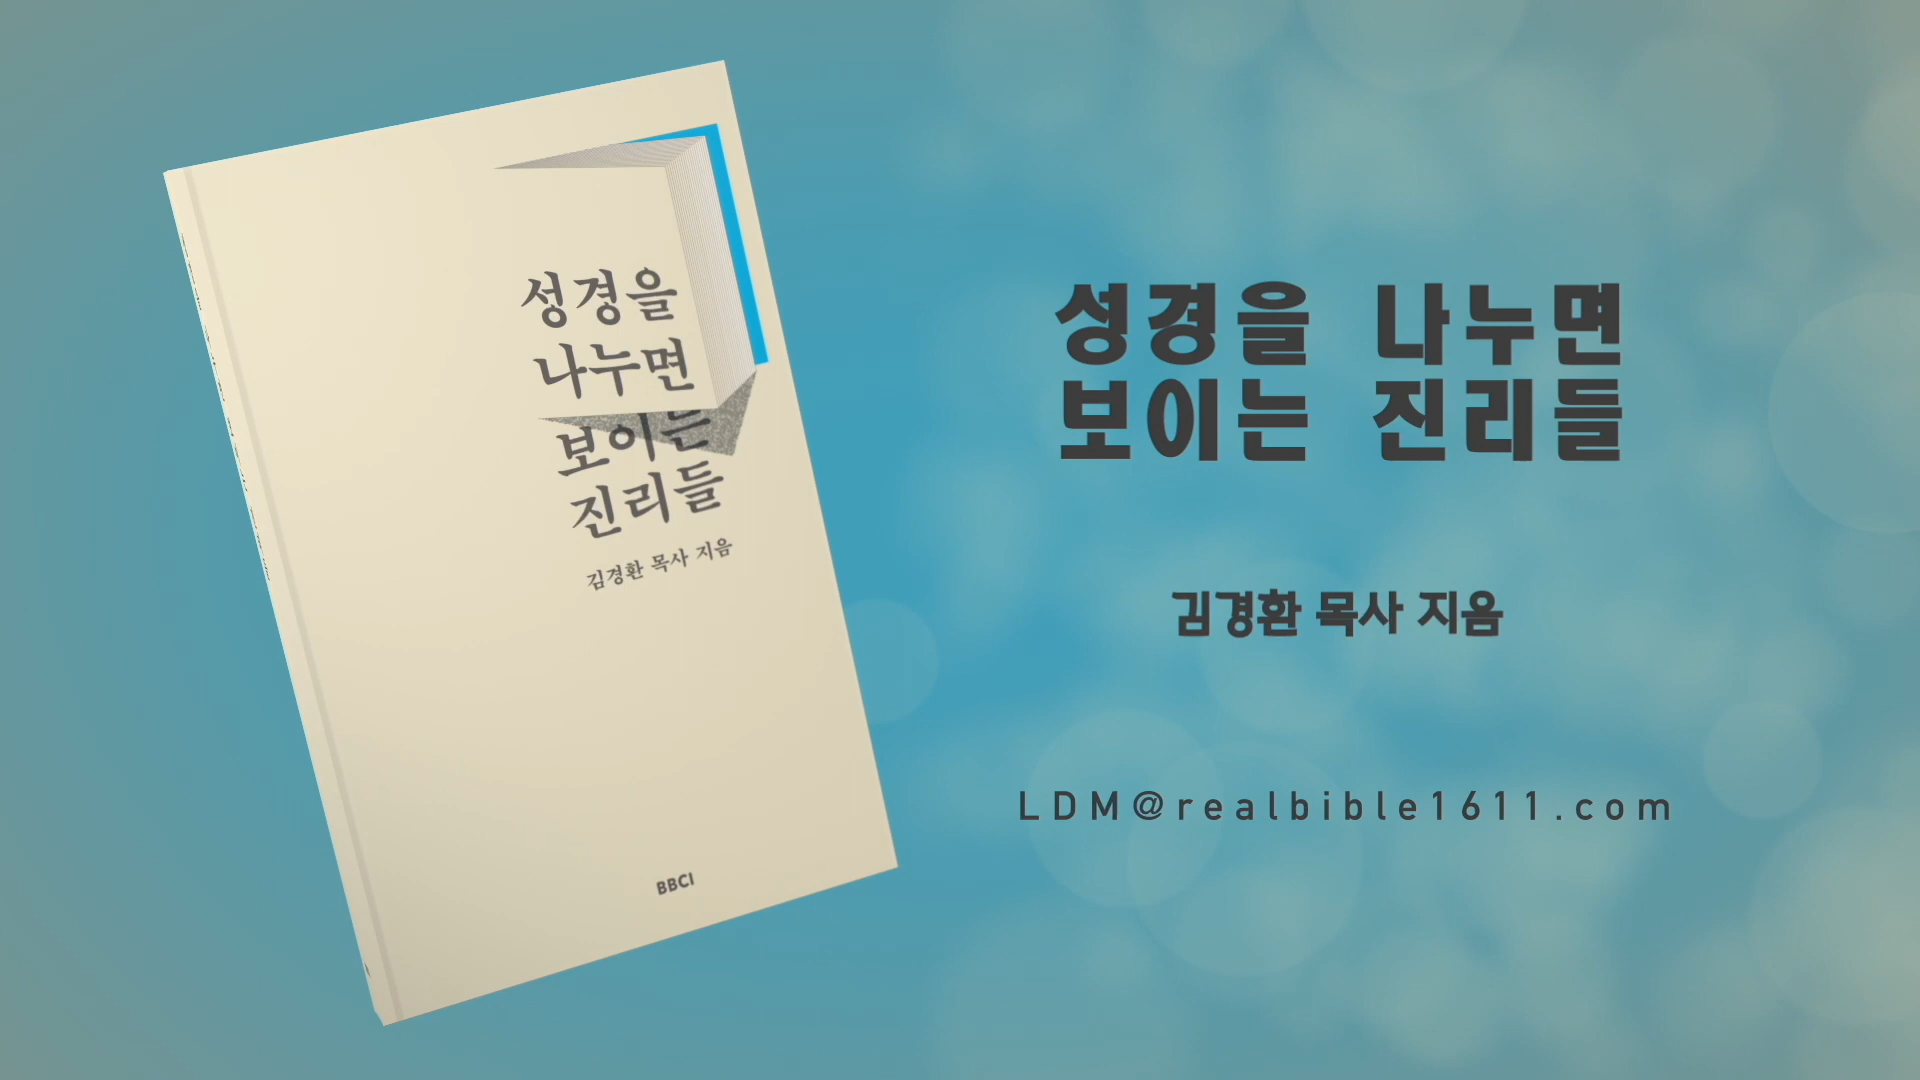 성경을
나누면
보이는
진리들
김경환 목사 지음
BBCI
성경을 나누면
보이는 진리들
김경환 목사 지음
LDM@realbible1611.com